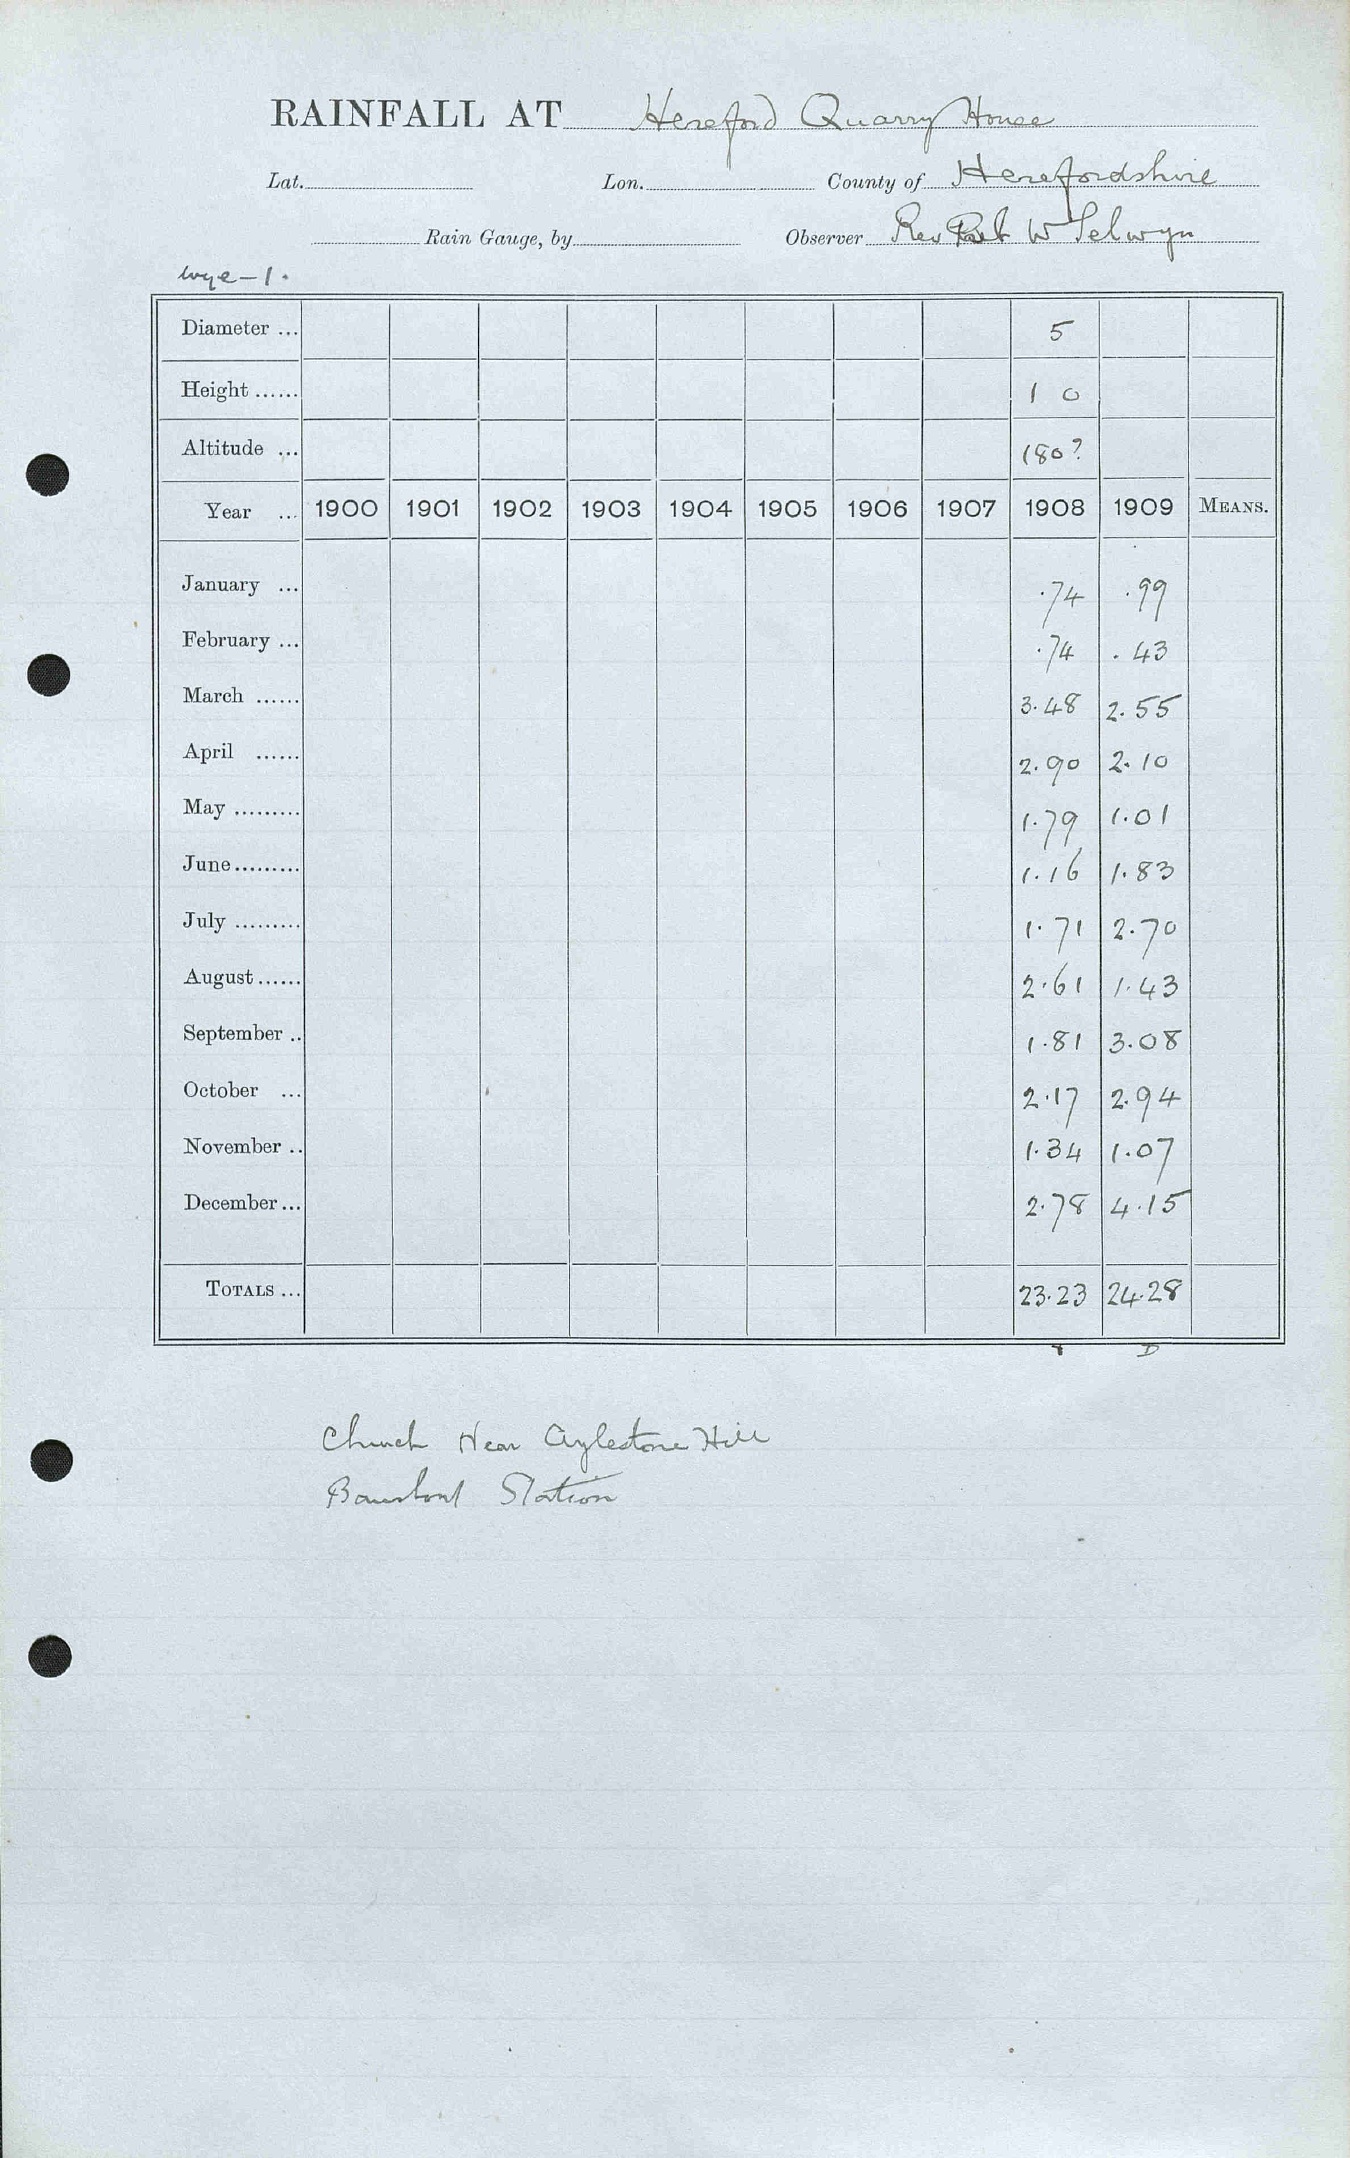 RAINFALL AT Hereford Quarry House
Lat. Lon. County of Herefordshire
Rain Gauge, by Observer Rev W Selwyn
Wye - 1.
Diameter ... 5
Height ...... 1 0
Altitude ... 180?
Year ... 1900 1901 1902 1903 1904 1905 1906 1907 1908 1909 MEANS.
January ... .74 .99
February ... .74 .43
March ...... 3.48 2.55
April ...... 2.90 2.10
May ......... 1.79 1.01
June ......... 1.16 1.83
July ......... 1.71 2.70
August ...... 2.61 1.43
September .. 1.81 3.08
October ... 2.17 2.94
November .. 1.34 1.07
December ... 2.78 4.15
TOTALS ... 23.23 24.28
D
Church Near Aylestone Hill
Station